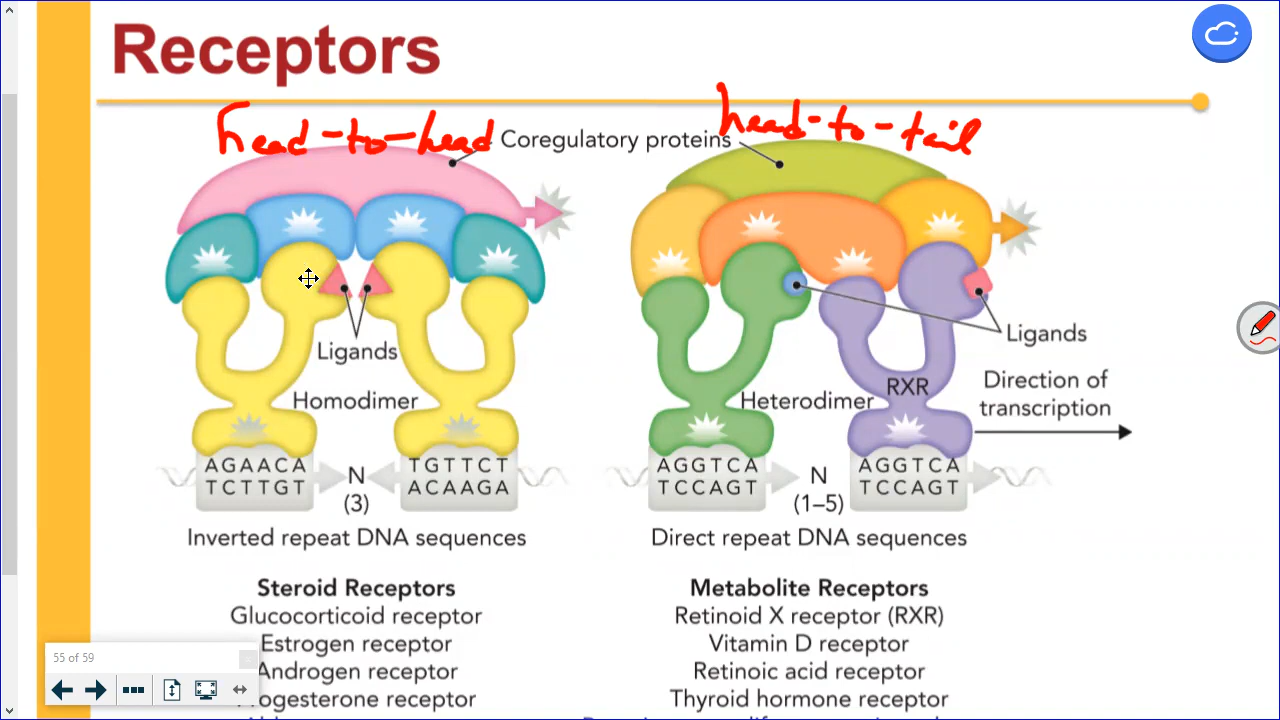 Receptors
head-to-head
head-to-tail
Coregulatory proteins
Ligands
Homodimer
AGAACA
TCTTGT
N
(3)
TGTTCT
ACAAGA
Inverted repeat DNA sequences
Steroid Receptors
Glucocorticoid receptor
Estrogen receptor
Androgen receptor
ogesterone receptor
Ligands
RXR
Heterodimer
Direction of
transcription
AGGTCA
TCCAGT
N
(1–5)
AGGTCA
TCCAGT
Direct repeat DNA sequences
Metabolite Receptors
Retinoid X receptor (RXR)
Vitamin D receptor
Retinoic acid receptor
Thyroid hormone receptor
55 of 59